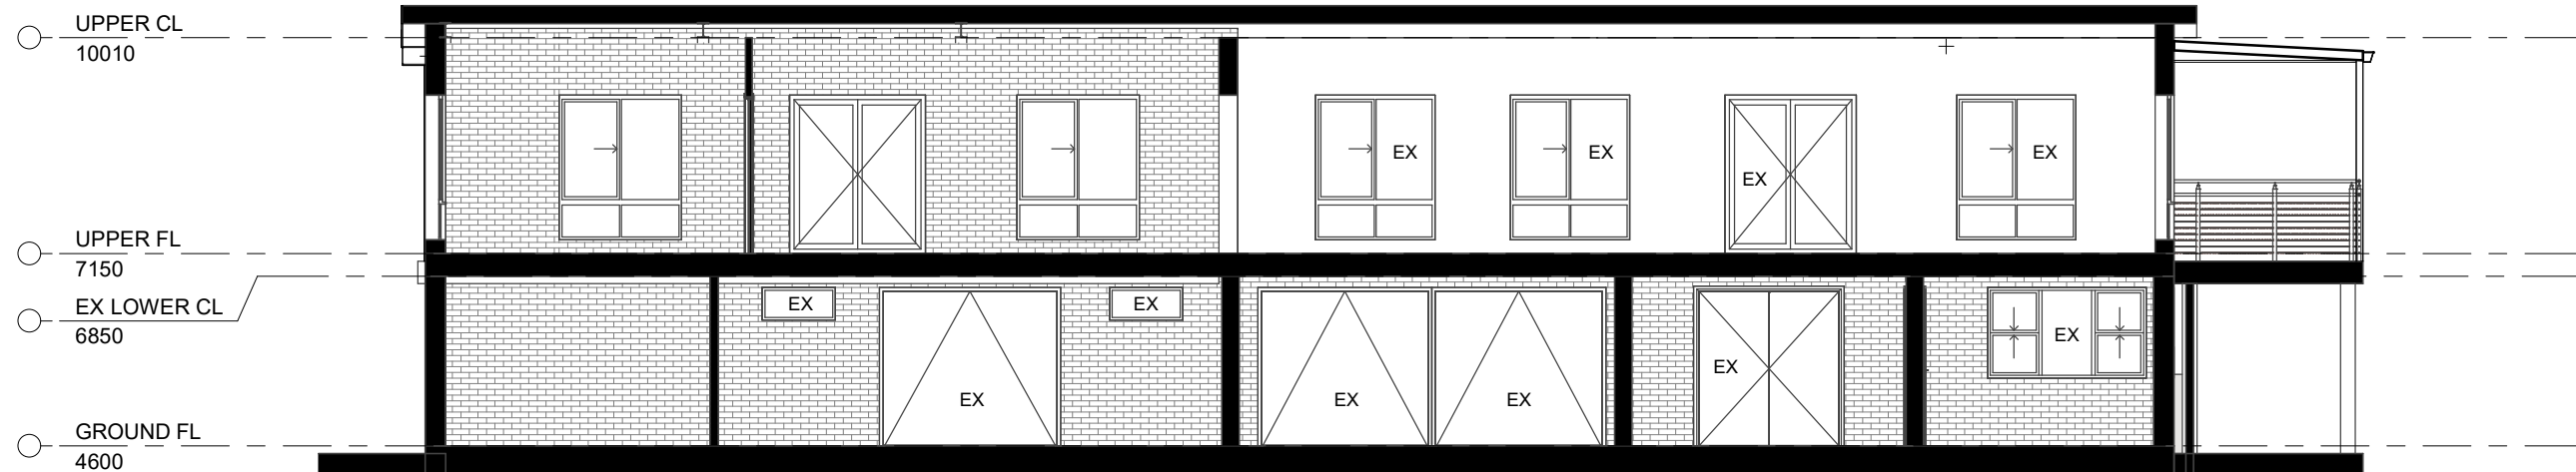 UPPER CL
10010
EX
EX
EX
EX
UPPER FL
7150
EX LOWER CL
6850
EX
EX
EX
EX
EX
EX
EX
GROUND FL
4600